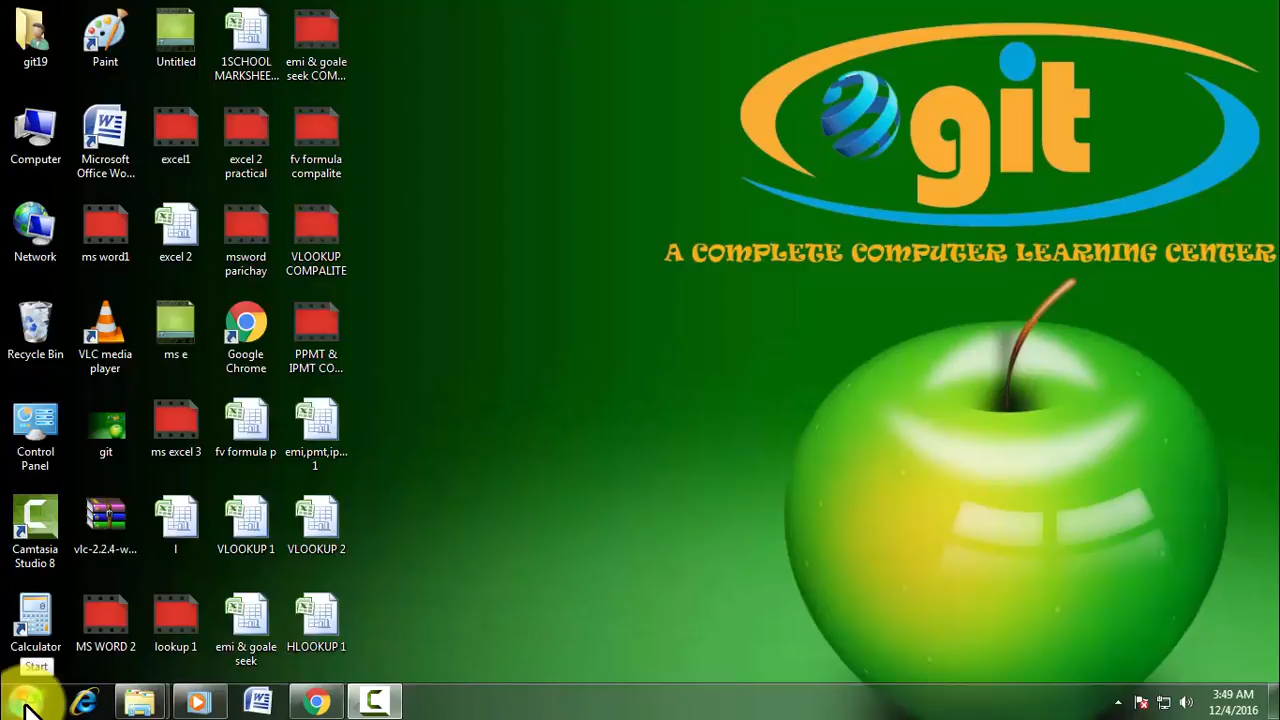 git
A COMPLETE COMPUTER LEARNING CENTER
git19
Paint
Untitled
1SCHOOL
MARKSHEE...
emi & goale
seek COM...
Computer
Microsoft
Office Wo...
excel1
excel 2
practical
fv formula
compalite
Network
ms word1
excel 2
msword
parichay
VLOOKUP
COMPALITE
Recycle Bin
VLC media
player
ms e
Google
Chrome
PPMT &
IPMT CO...
Control
Panel
git
ms excel 3
fv formula p
emi,pmt,ip...
1
Camtasia
Studio 8
vlc-2.2.4-w...
l
VLOOKUP 1
VLOOKUP 2
Calculator
MS WORD 2
lookup 1
emi & goale
seek
HLOOKUP 1
Start
3:49 AM
12/4/2016